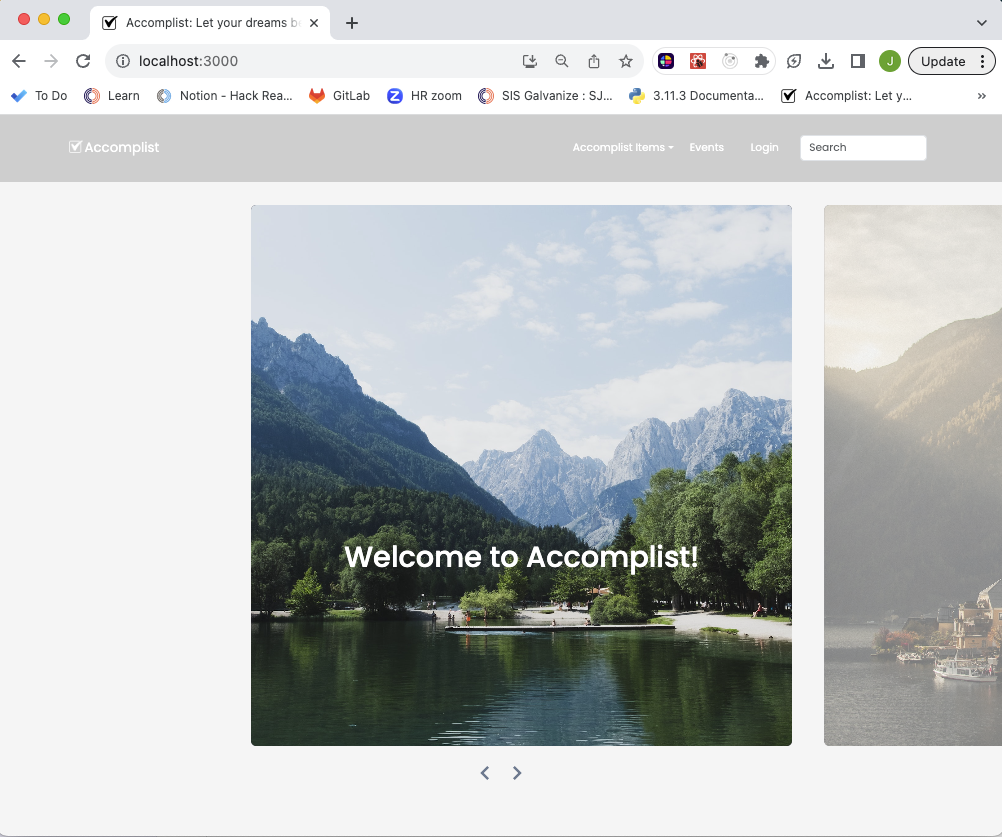 Accomplist: Let your dreams b
localhost:3000
J
Update
To Do
Learn
Notion - Hack Rea...
GitLab
HR zoom
SIS Galvanize : SJ...
3.11.3 Documenta...
Accomplist: Let y...
»
Accomplist
Accomplist Items
Events
Login
Search
Welcome to Accomplist!